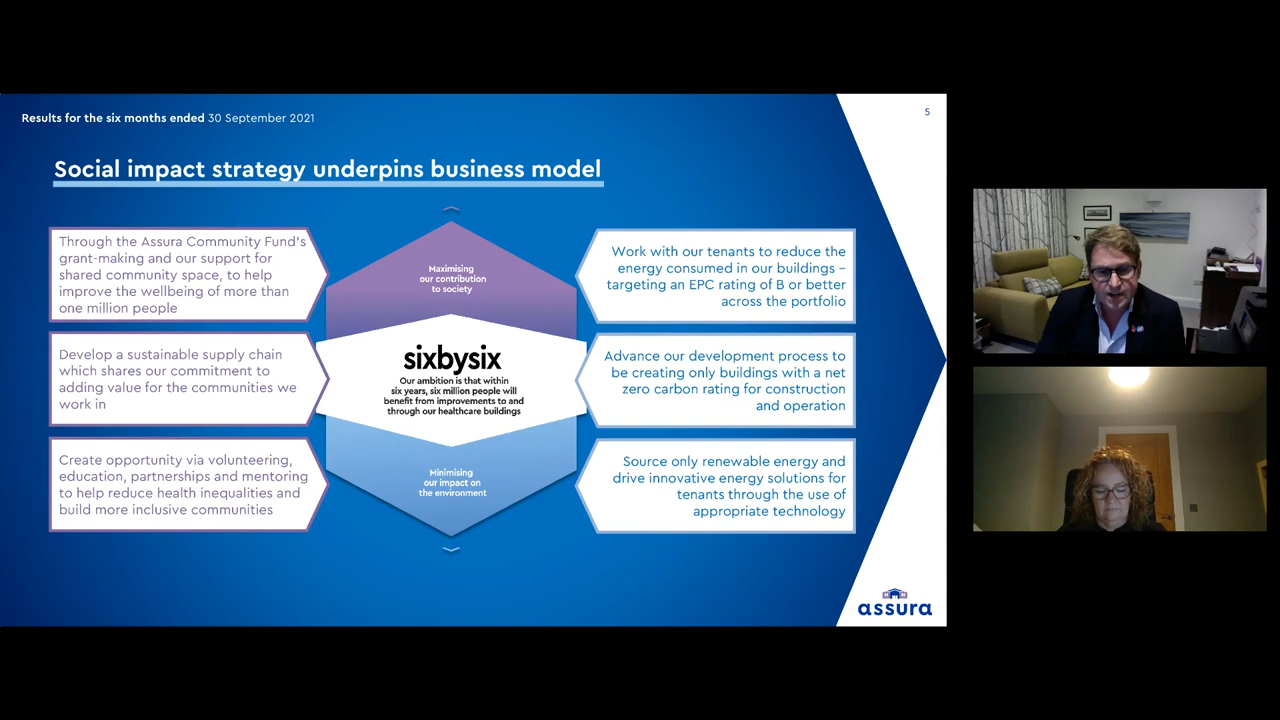 Results for the six months ended 30 September 2021
5
Social impact strategy underpins business model
Through the Assura Community Fund's
grant-making and our support for
shared community space, to help
improve the wellbeing of more than
one million people
Develop a sustainable supply chain
which shares our commitment to
adding value for the communities we
work in
Create opportunity via volunteering,
education, partnerships and mentoring
to help reduce health inequalities and
build more inclusive communities
Maximising
our contribution
to society
sixbysix
Our ambition is that within
six years, six million people will
benefit from improvements to and
through our healthcare buildings
Minimising
our impact on
the environment
Work with our tenants to reduce the
energy consumed in our buildings –
targeting an EPC rating of B or better
across the portfolio
Advance our development process to
be creating only buildings with a net
zero carbon rating for construction
and operation
Source only renewable energy and
drive innovative energy solutions for
tenants through the use of
appropriate technology
assura